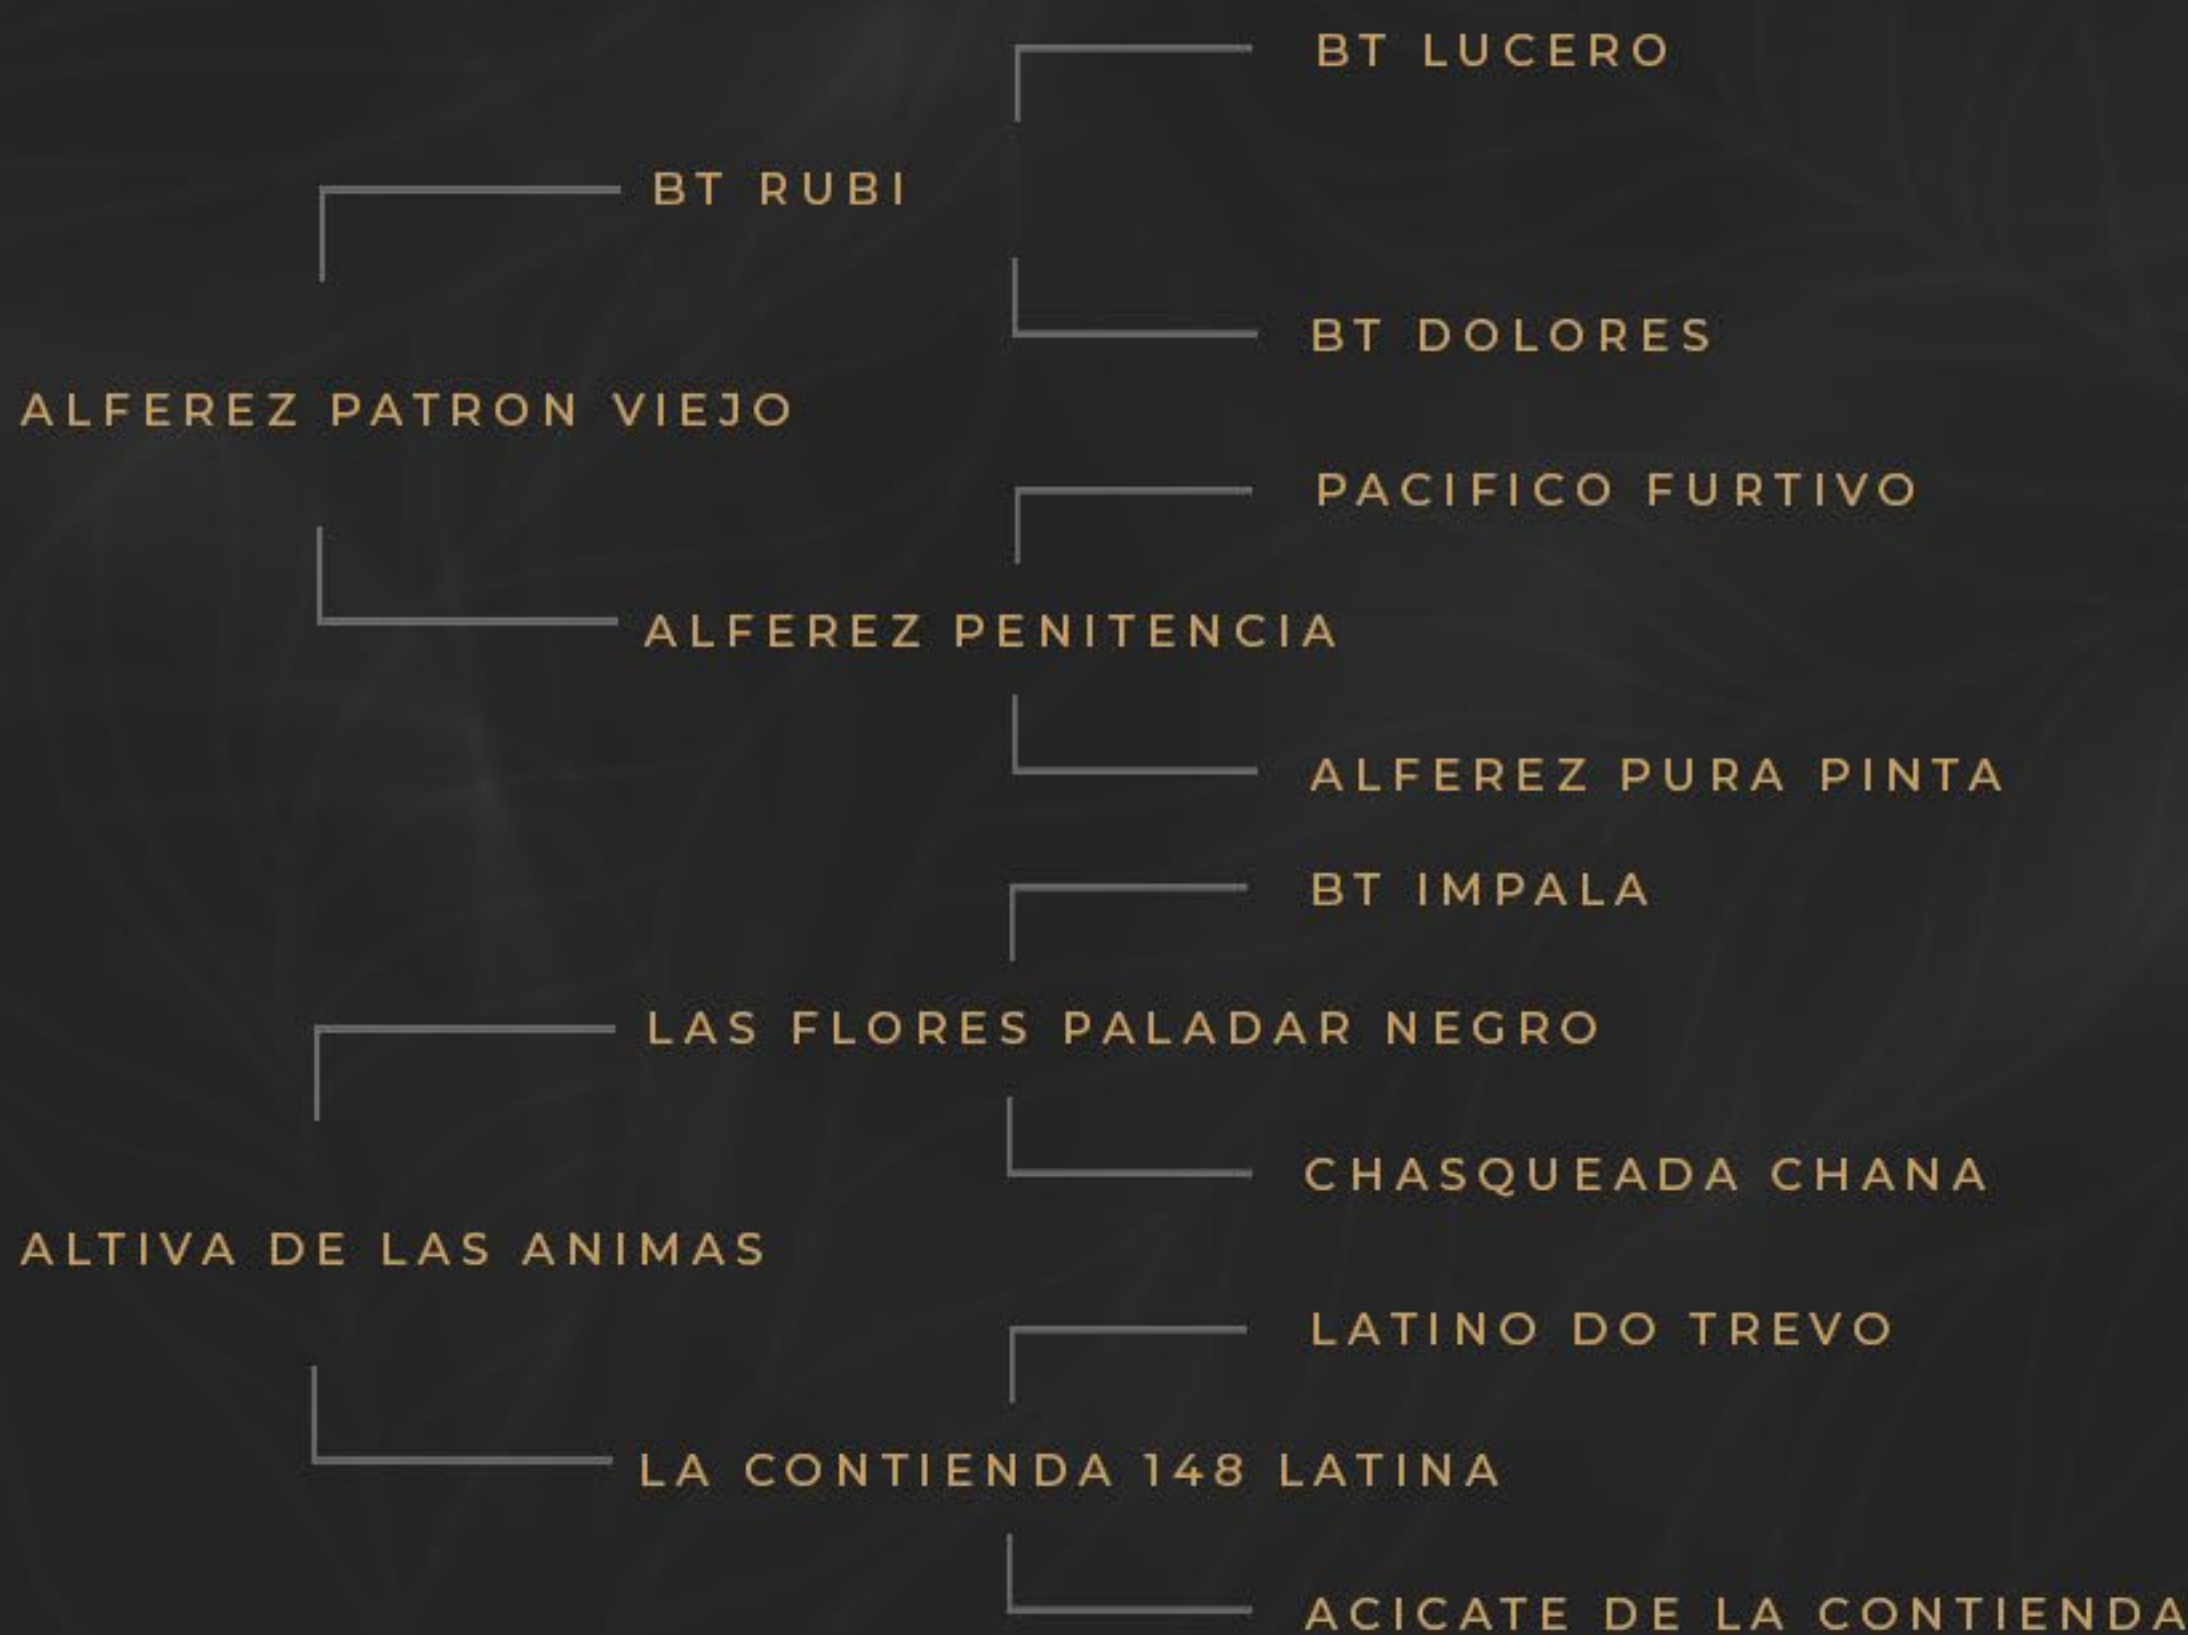 BT LUCERO
BT RUBI
BT DOLORES
ALFEREZ PATRON VIEJO
PACIFICO FURTIVO
ALFEREZ PENITENCIA
ALFEREZ PURA PINTA
BT IMPALA
LAS FLORES PALADAR NEGRO
CHASQUEADA CHANA
ALTIVA DE LAS ANIMAS
LATINO DO TREVO
LA CONTIENDA 148 LATINA
ACICATE DE LA CONTIENDA